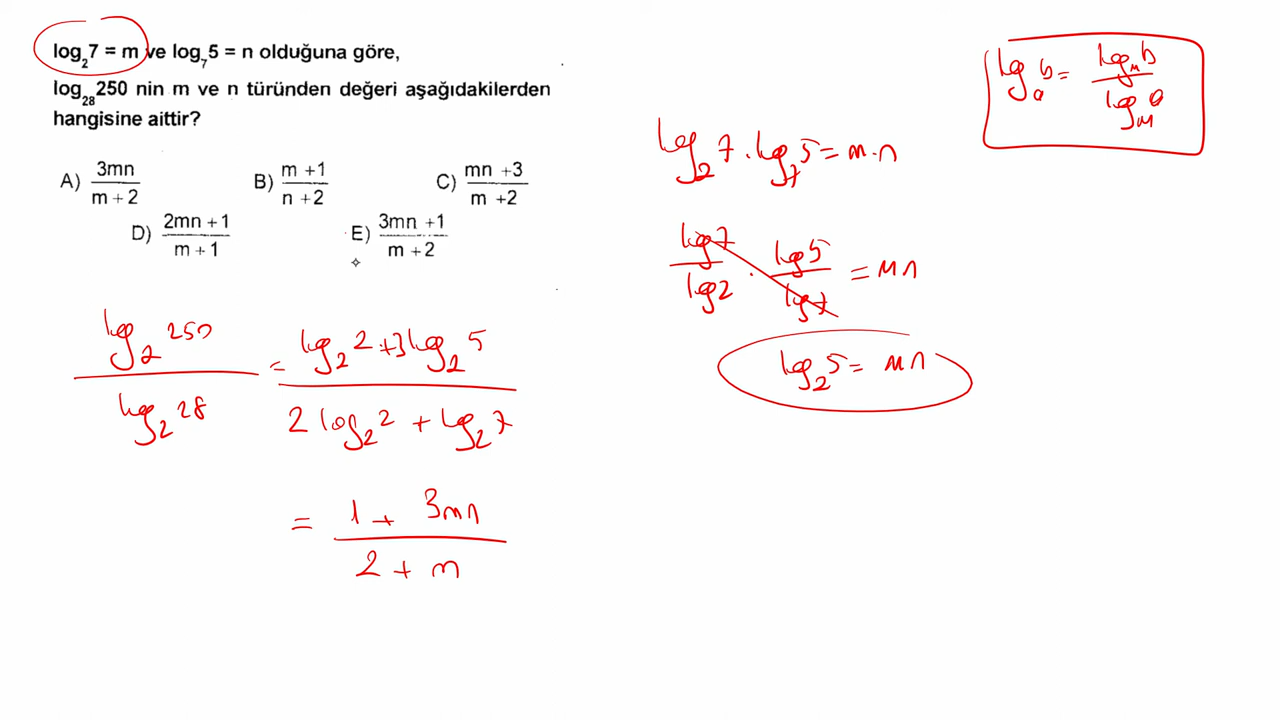 log₂7 = m ve log₇5 = n olduğuna göre,
log₂₈250 nin m ve n türünden değeri aşağıdakilerden
hangisine aittir?
A) 3mn / m + 2 B) m + 1 / n + 2 C) mn + 3 / m + 2
D) 2mn + 1 / m + 1 E) 3mn + 1 / m + 2
log₂250 / log₂28 = log₂2 + 3log₂5 / 2log₂2 + log₂7
= 1 + 3mn / 2 + m
logₐb = log_M b / log_M a
log₂7 . log₇5 = m.n
log7 / log2 . log5 / log7 = mn
log₂5 = mn